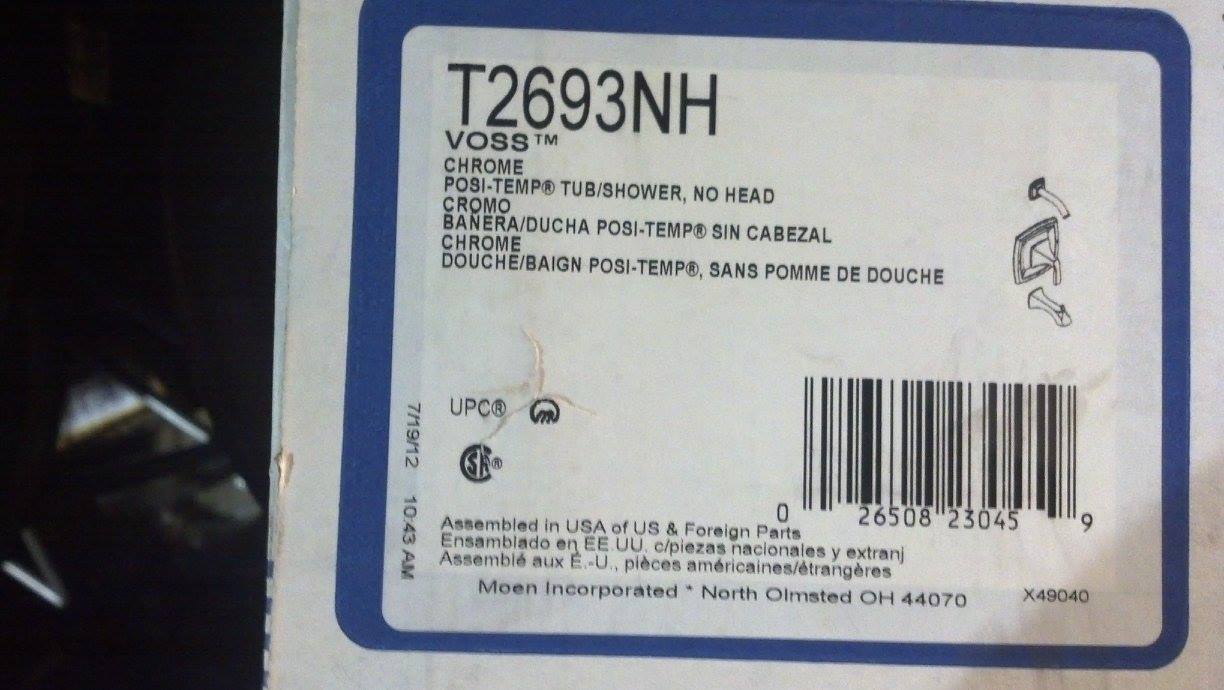 T2693NH
VOSS™
CHROME
POSI-TEMP® TUB/SHOWER, NO HEAD
CROMO
BAÑERA/DUCHA POSI-TEMP® SIN CABEZAL
CHROME
DOUCHE/BAIGN POSI-TEMP®, SANS POMME DE DOUCHE
UPC®
SA®
7/19/12 10:43 AM
0 26508 23045 9
Assembled in USA of US & Foreign Parts
Ensamblado en EE.UU. c/piezas nacionales y extranj
Assemblé aux É.-U., pièces américaines/étrangères
Moen Incorporated * North Olmsted OH 44070
X49040